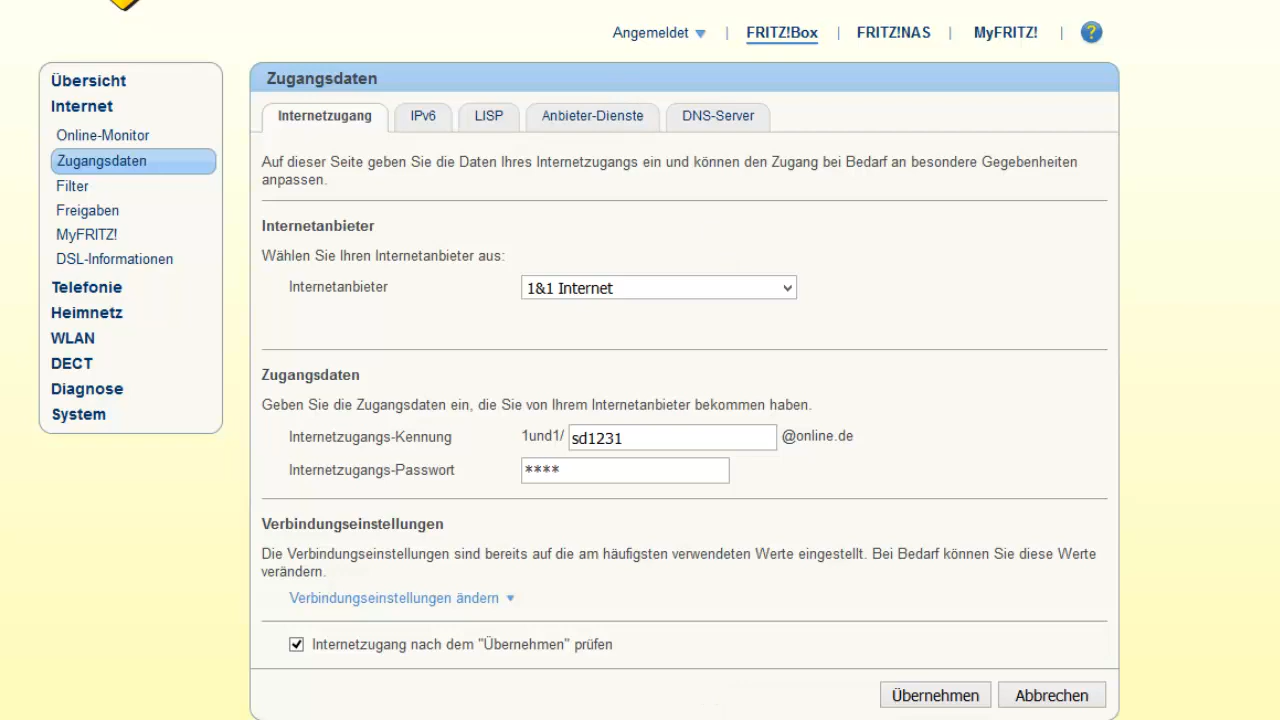 Angemeldet | FRITZ!Box | FRITZ!NAS | MyFRITZ! | ?
Übersicht
Internet
Online-Monitor
Zugangsdaten
Filter
Freigaben
MyFRITZ!
DSL-Informationen
Telefonie
Heimnetz
WLAN
DECT
Diagnose
System
Zugangsdaten
Internetzugang IPv6 LISP Anbieter-Dienste DNS-Server
Auf dieser Seite geben Sie die Daten Ihres Internetzugangs ein und können den Zugang bei Bedarf an besondere Gegebenheiten
anpassen.
Internetanbieter
Wählen Sie Ihren Internetanbieter aus:
Internetanbieter 1&1 Internet
Zugangsdaten
Geben Sie die Zugangsdaten ein, die Sie von Ihrem Internetanbieter bekommen haben.
Internetzugangs-Kennung 1und1/ sd1231 @online.de
Internetzugangs-Passwort ****
Verbindungseinstellungen
Die Verbindungseinstellungen sind bereits auf die am häufigsten verwendeten Werte eingestellt. Bei Bedarf können Sie diese Werte
verändern.
Verbindungseinstellungen ändern
Internetzugang nach dem "Übernehmen" prüfen
Übernehmen Abbrechen